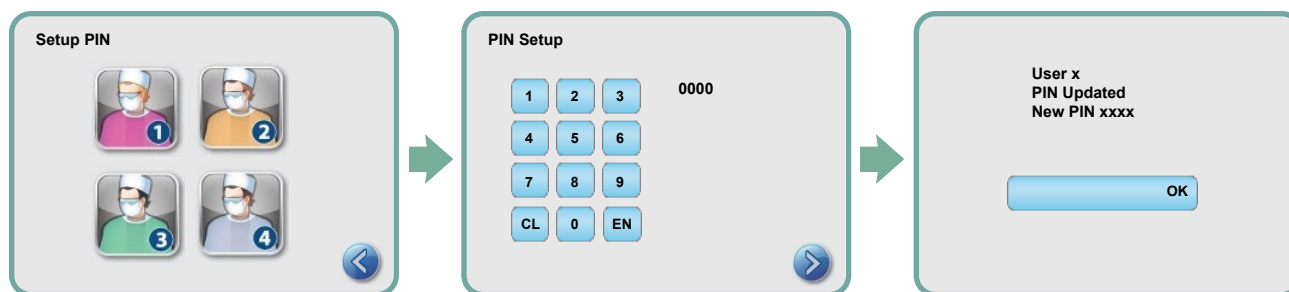 Setup PIN
1
2
3
4
PIN Setup
0000
1 2 3
4 5 6
7 8 9
CL 0 EN
User x
PIN Updated
New PIN xxxx
OK